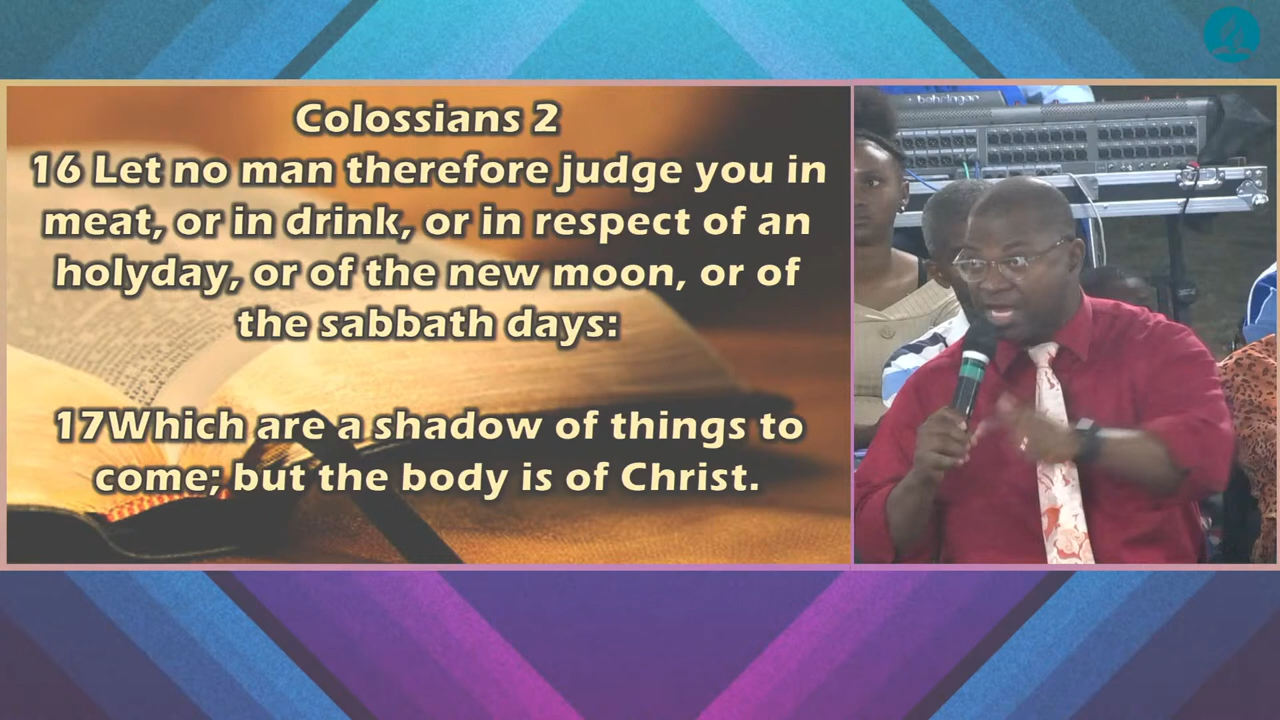 Colossians 2
16 Let no man therefore judge you in
meat, or in drink, or in respect of an
holyday, or of the new moon, or of
the sabbath days:
17Which are a shadow of things to
come; but the body is of Christ.
behringer